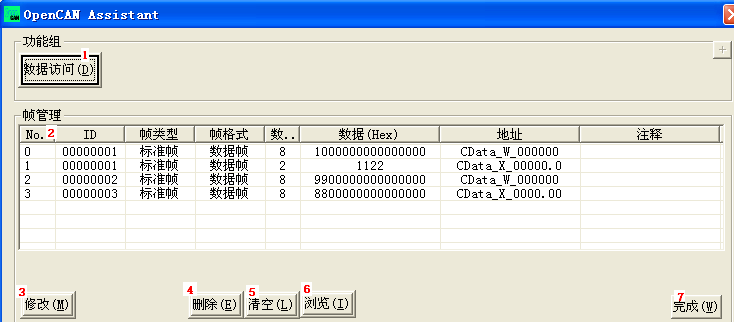 OpenCAN Assistant
功能组
1
数据访问(D)
+
帧管理
No. 2 ID 帧类型 帧格式 数.. 数据(Hex) 地址 注释
0 00000001 标准帧 数据帧 8 1000000000000000 CData_W_000000
1 00000001 标准帧 数据帧 2 1122 CData_X_00000.0
2 00000002 标准帧 数据帧 8 9900000000000000 CData_W_000000
3 00000003 标准帧 数据帧 8 8800000000000000 CData_X_0000.00
3 4 5 6 7
修改(M) 删除(E) 清空(L) 浏览(I) 完成(W)